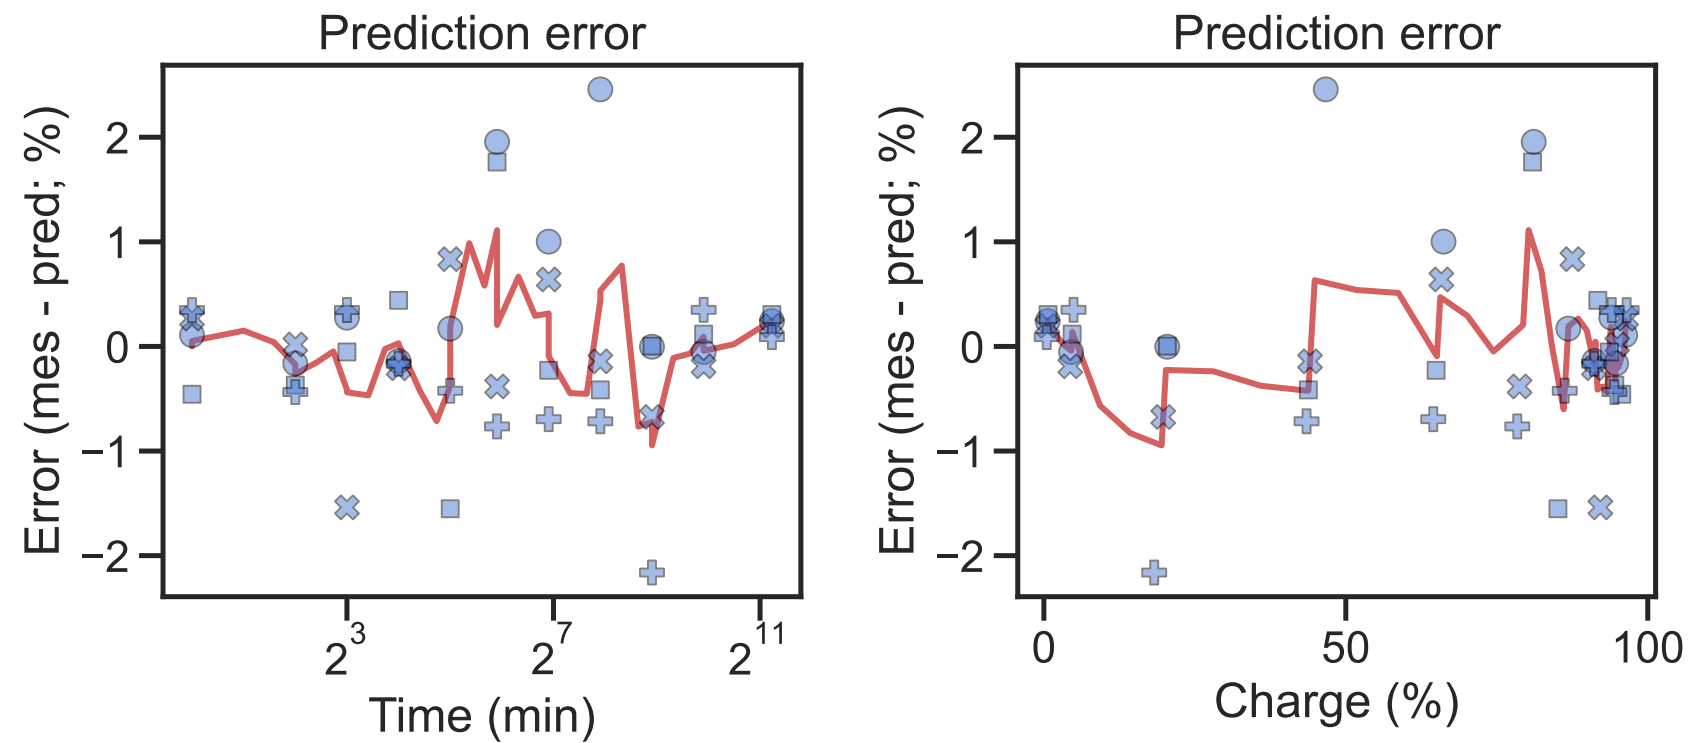 Prediction error
Error (mes - pred; %)
2
1
0
−1
−2
2^3
2^7
2^11
Time (min)
Prediction error
Error (mes - pred; %)
2
1
0
−1
−2
0
50
100
Charge (%)